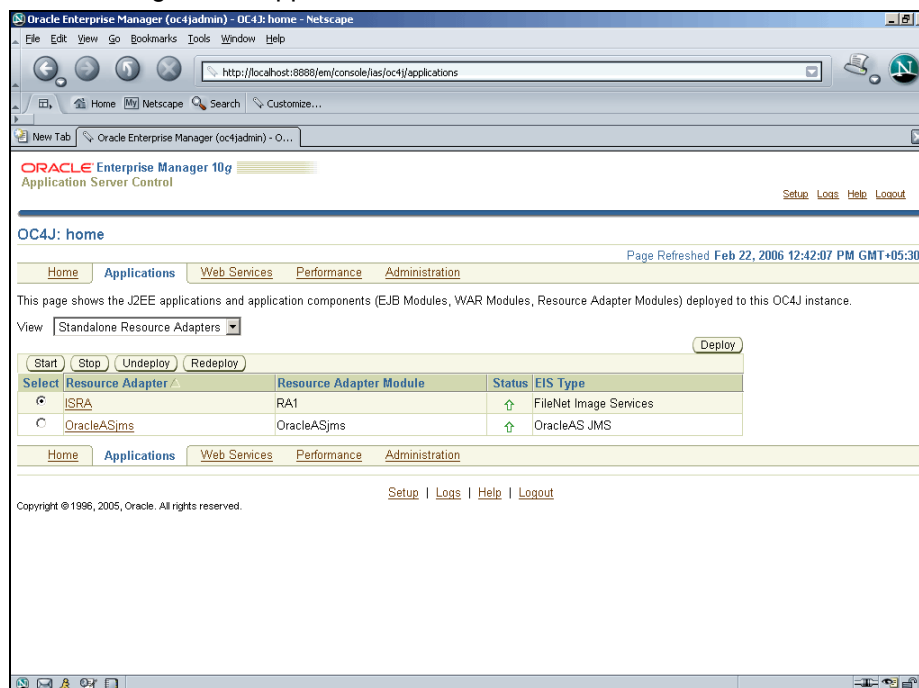 Oracle Enterprise Manager (oc4jadmin) - OC4J: home - Netscape
File Edit View Go Bookmarks Tools Window Help
http://localhost:8888/em/console/ias/oc4j/applications
N
Home My Netscape Search Customize...
New Tab Oracle Enterprise Manager (oc4jadmin) - O...
ORACLE Enterprise Manager 10g
Application Server Control
Setup Logs Help Logout
OC4J: home
Page Refreshed Feb 22, 2006 12:42:07 PM GMT+05:30
Home Applications Web Services Performance Administration
This page shows the J2EE applications and application components (EJB Modules, WAR Modules, Resource Adapter Modules) deployed to this OC4J instance.
View Standalone Resource Adapters
Deploy
Start Stop Undeploy Redeploy
Select Resource Adapter Resource Adapter Module Status EIS Type
ISRA RA1 FileNet Image Services
OracleASjms OracleASjms OracleAS JMS
Home Applications Web Services Performance Administration
Setup | Logs | Help | Logout
Copyright © 1996, 2005, Oracle. All rights reserved.